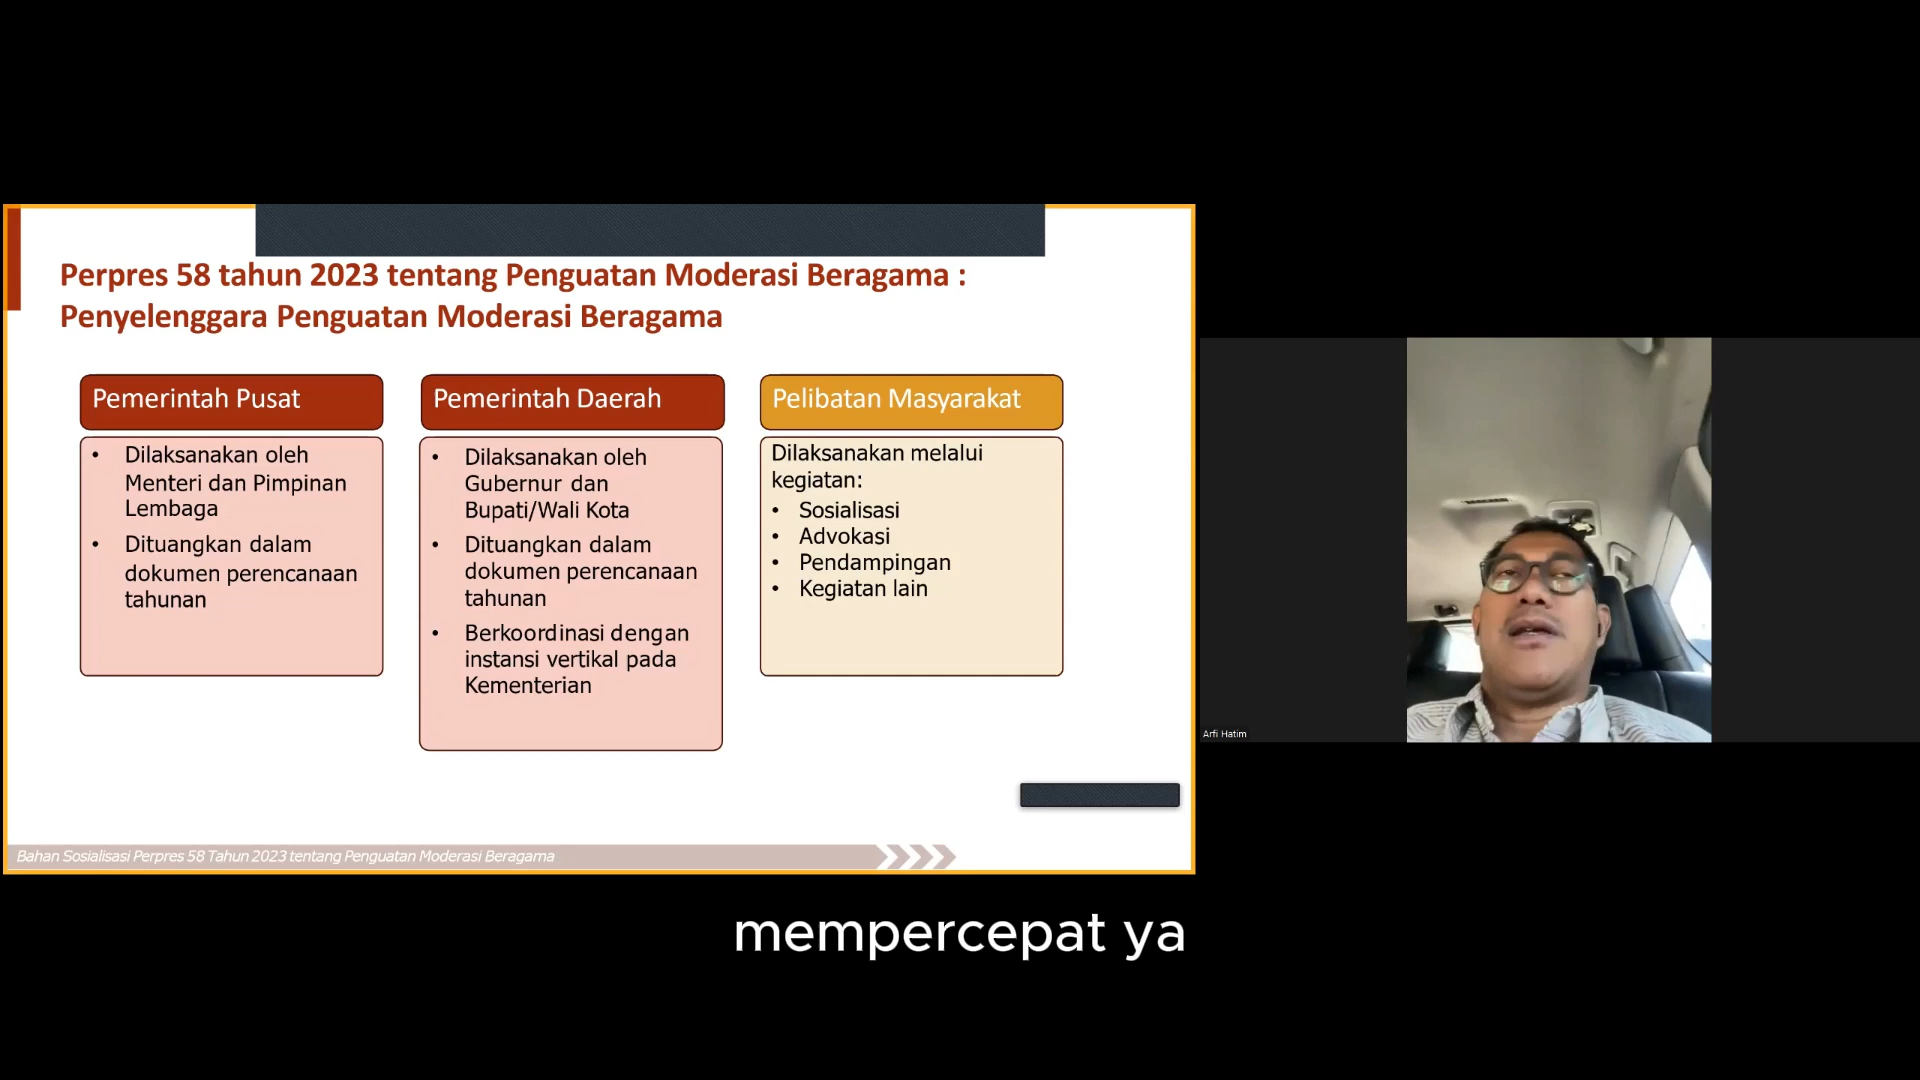 Perpres 58 tahun 2023 tentang Penguatan Moderasi Beragama :
Penyelenggara Penguatan Moderasi Beragama
Pemerintah Pusat
• Dilaksanakan oleh
Menteri dan Pimpinan
Lembaga
• Dituangkan dalam
dokumen perencanaan
tahunan
Pemerintah Daerah
• Dilaksanakan oleh
Gubernur dan
Bupati/Wali Kota
• Dituangkan dalam
dokumen perencanaan
tahunan
• Berkoordinasi dengan
instansi vertikal pada
Kementerian
Pelibatan Masyarakat
Dilaksanakan melalui
kegiatan:
• Sosialisasi
• Advokasi
• Pendampingan
• Kegiatan lain
Bahan Sosialisasi Perpres 58 Tahun 2023 tentang Penguatan Moderasi Beragama
Arfi Hatim
mempercepat ya